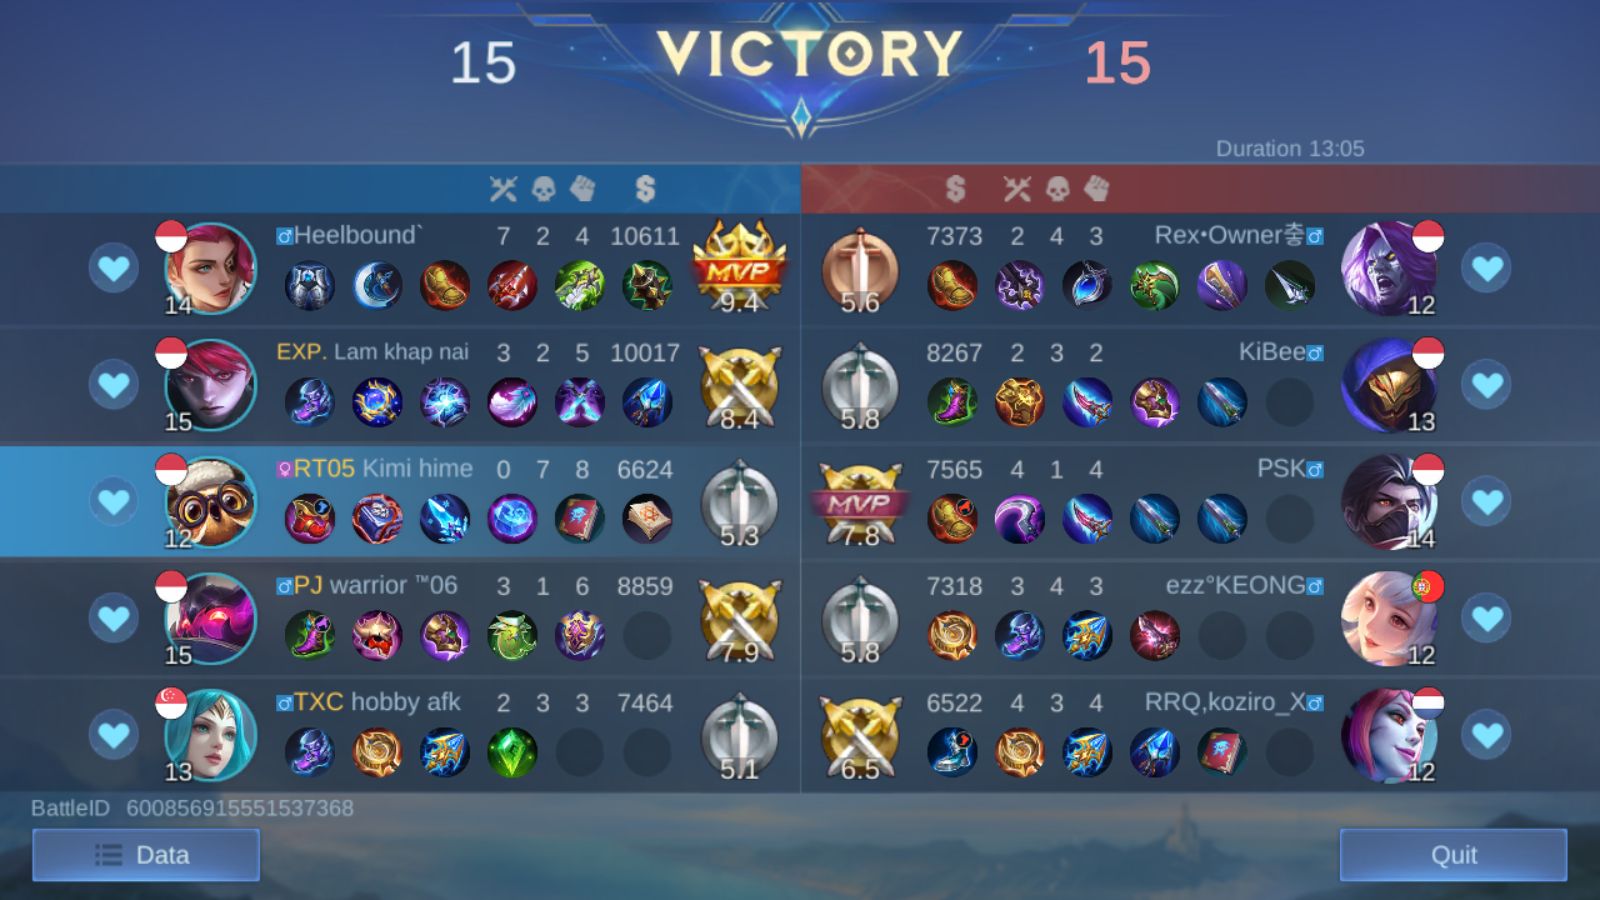 15 VICTORY 15
Duration 13:05
Heelbound` 7 2 4 10611 MVP 9.4 14
5.6 7373 2 4 3 Rex•Owner충 12
EXP. Lam khap nai 3 2 5 10017 8.4 15
5.8 8267 2 3 2 KiBee 13
RT05 Kimi hime 0 7 8 6624 5.3 12
MVP 7.8 7565 4 1 4 PSK 14
PJ warrior ™06 3 1 6 8859 7.9 15
5.8 7318 3 4 3 ezz°KEONG 12
TXC hobby afk 2 3 3 7464 5.1 13
6.5 6522 4 3 4 RRQ,koziro_X 12
BattleID 600856915551537368
Data
Quit